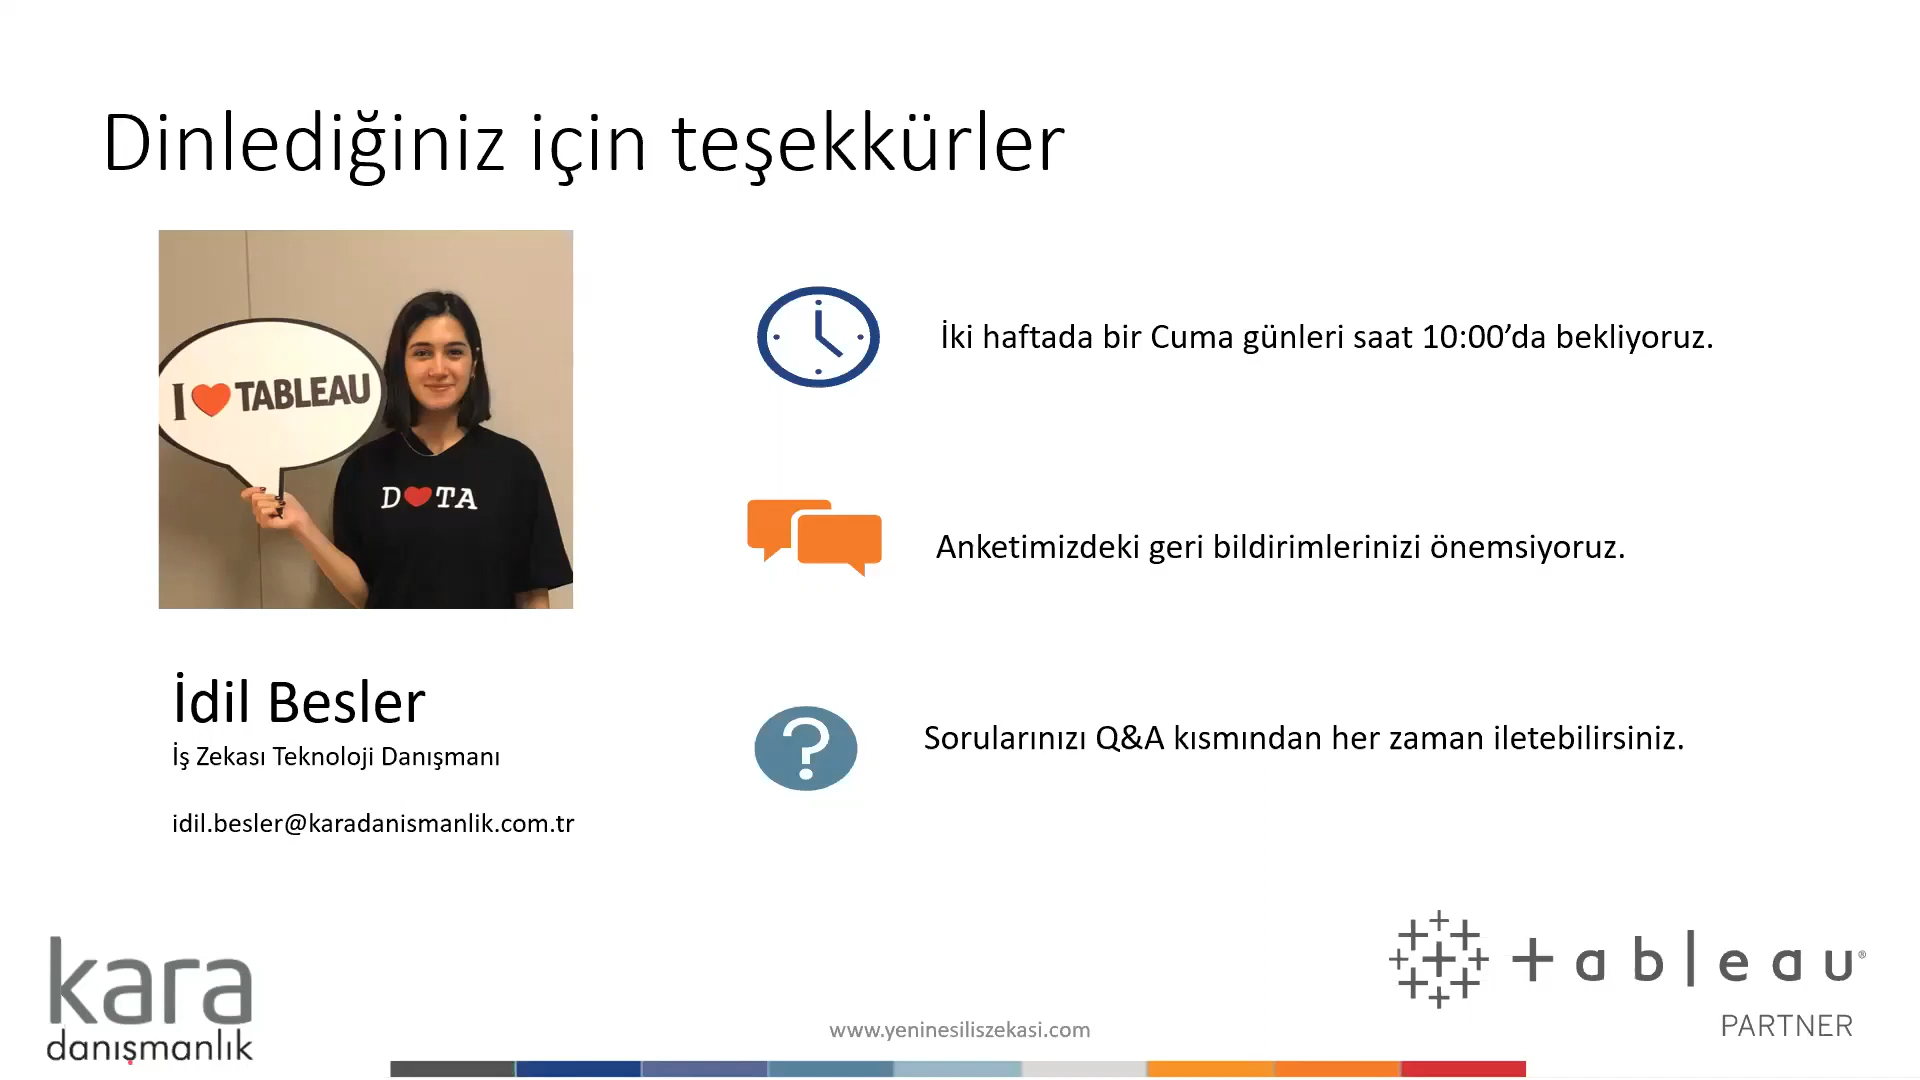 Dinlediğiniz için teşekkürler
I ❤ TABLEAU
D❤TA
İki haftada bir Cuma günleri saat 10:00’da bekliyoruz.
Anketimizdeki geri bildirimlerinizi önemsiyoruz.
?
Sorularınızı Q&A kısmından her zaman iletebilirsiniz.
İdil Besler
İş Zekası Teknoloji Danışmanı
idil.besler@karadanismanlik.com.tr
kara
danışmanlık
www.yeninesiliszekasi.com
+ableau®
PARTNER